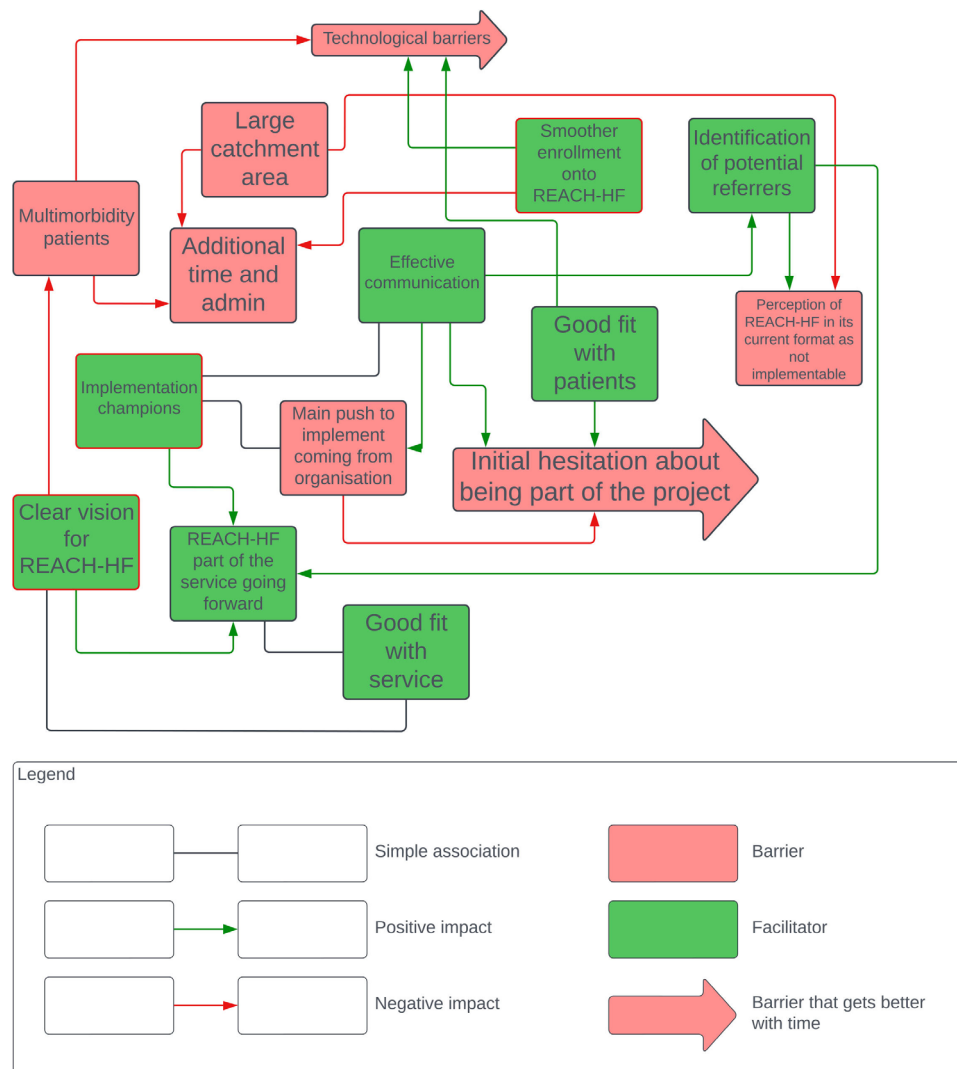 Technological barriers
Large
catchment
area
Smoother
enrollment
onto
REACH-HF
Identification
of potential
referrers
Multimorbidity
patients
Additional
time and
admin
Effective
communication
Good fit
with
patients
Perception of
REACH-HF in its
current format as
not
implementable
Implementation
champions
Main push to
implement
coming from
organisation
Initial hesitation about
being part of the project
Clear vision
for
REACH-HF
REACH-HF
part of the
service going
forward
Good fit
with
service
Legend
Simple association
Barrier
Positive impact
Facilitator
Negative impact
Barrier that gets better
with time